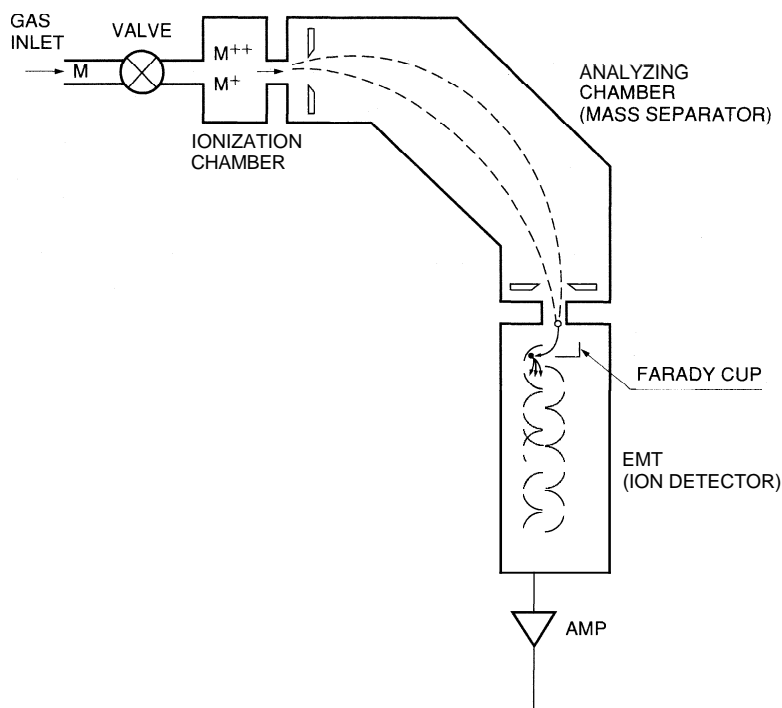 GAS
INLET
VALVE
M
M++
M+
IONIZATION
CHAMBER
ANALYZING
CHAMBER
(MASS SEPARATOR)
FARADY CUP
EMT
(ION DETECTOR)
AMP